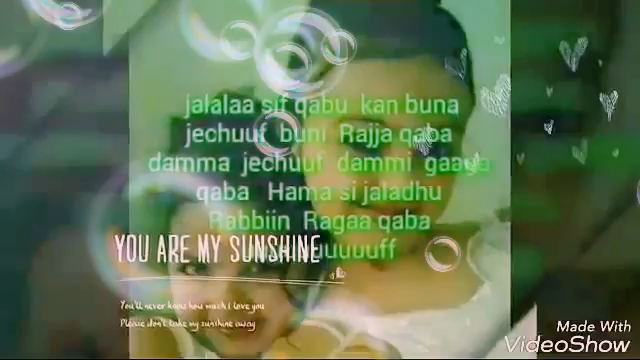 jalalaa sif qabu kan buna
jechuuf buni Rajja qaba
damma jechuuf dammi gaaga
qaba Hama si jaladhu
Rabbiin Ragaa qaba
YOU ARE MY SUNSHINE
You'll never know how much I love you
Please don't take my sunshine away
Made With
VideoShow